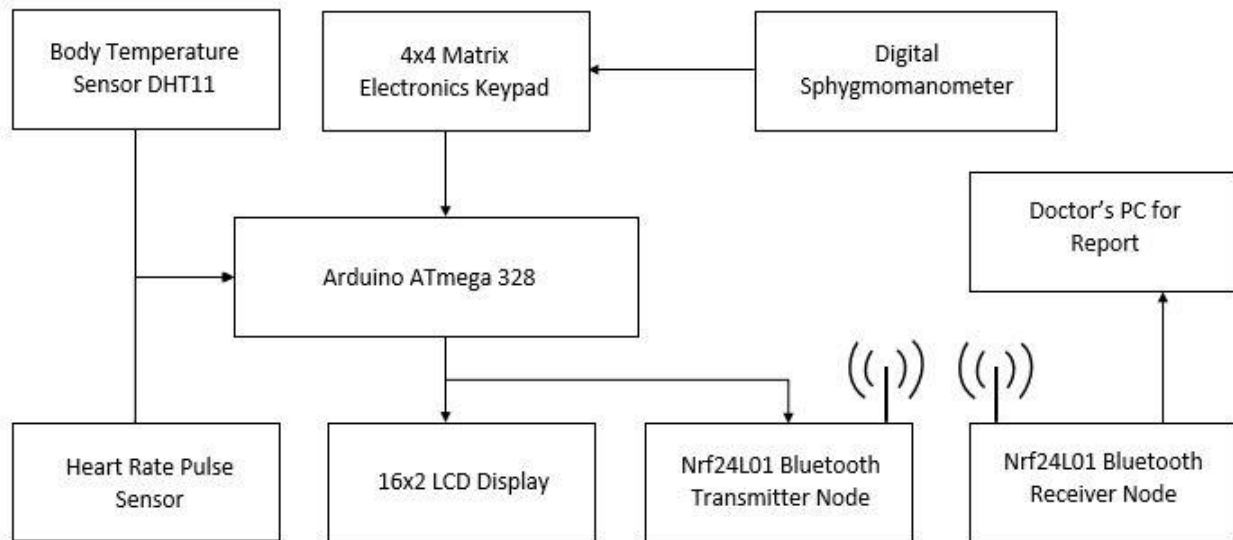 Body Temperature
Sensor DHT11
4x4 Matrix
Electronics Keypad
Digital
Sphygmomanometer
Doctor’s PC for
Report
Arduino ATmega 328
Heart Rate Pulse
Sensor
16x2 LCD Display
Nrf24L01 Bluetooth
Transmitter Node
Nrf24L01 Bluetooth
Receiver Node